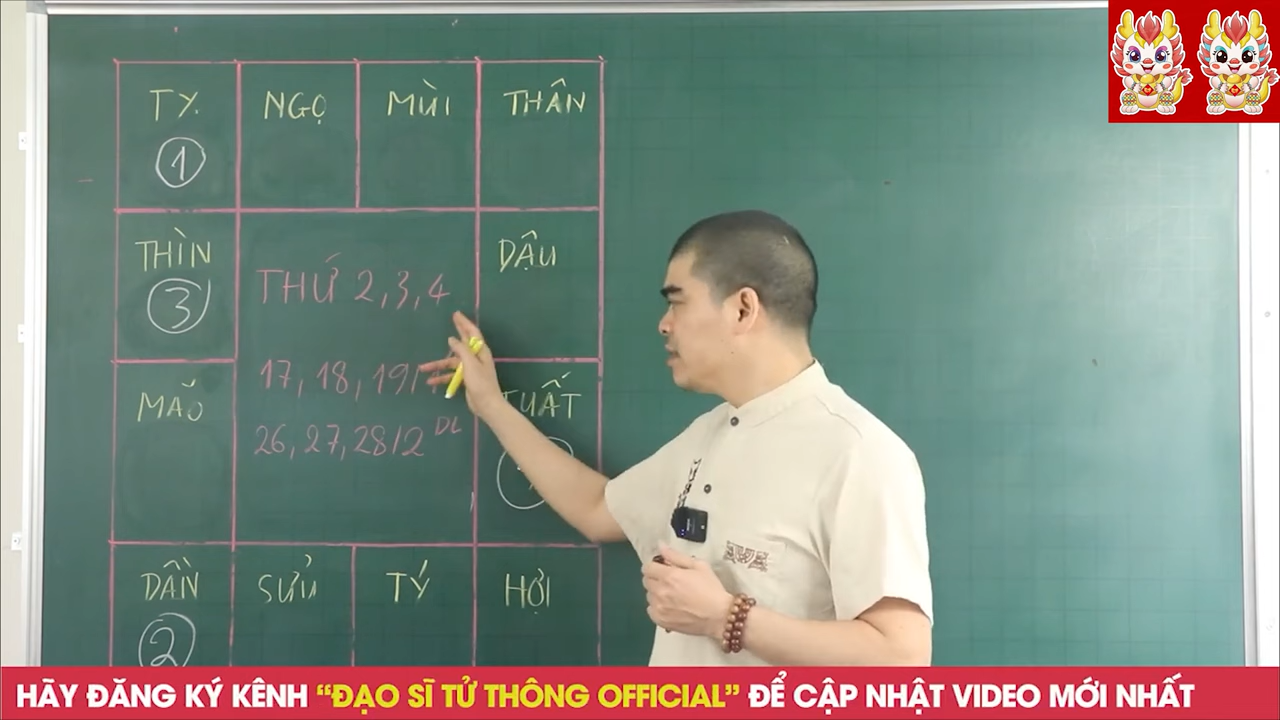 TỴ.
NGỌ
MÙI
THÂN
1
THÌN
DẬU
3
THỨ 2,3,4
17, 18, 19/
MÃO
TUẤT
26, 27, 28/2 DL
DẦN
SỬU
TÝ
HỢI
2
HÃY ĐĂNG KÝ KÊNH “ĐẠO SĨ TỬ THÔNG OFFICIAL” ĐỂ CẬP NHẬT VIDEO MỚI NHẤT